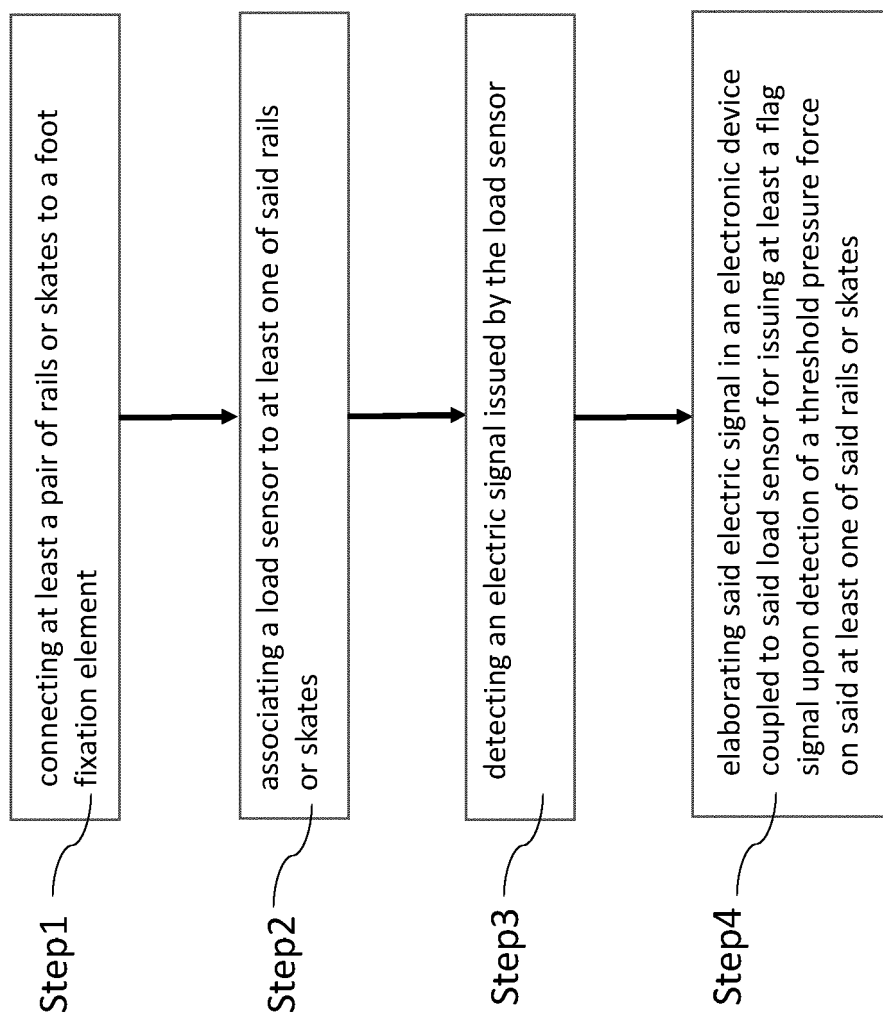 Step1
connecting at least a pair of rails or skates to a foot
fixation element
Step2
associating a load sensor to at least one of said rails
or skates
Step3
detecting an electric signal issued by the load sensor
Step4
elaborating said electric signal in an electronic device
coupled to said load sensor for issuing at least a flag
signal upon detection of a threshold pressure force
on said at least one of said rails or skates